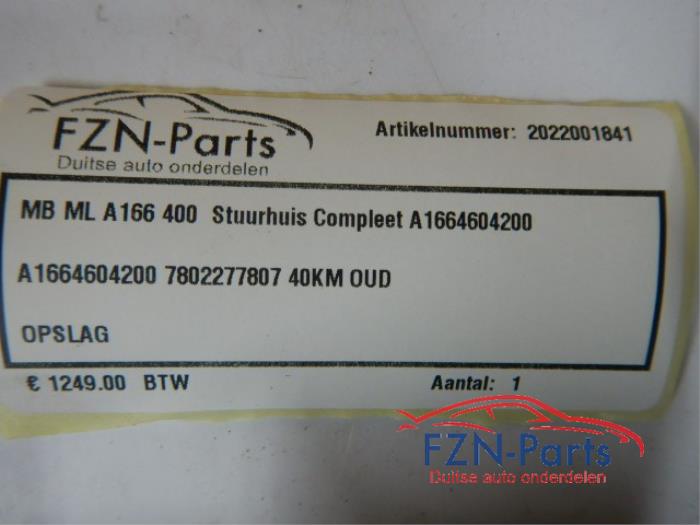 FZN-Parts
Duitse auto onderdelen
Artikelnummer: 2022001841
MB ML A166 400 Stuurhuis Compleet A1664604200
A1664604200 7802277807 40KM OUD
OPSLAG
€ 1249.00 BTW
Aantal: 1
FZN-Parts
Duitse auto onderdelen